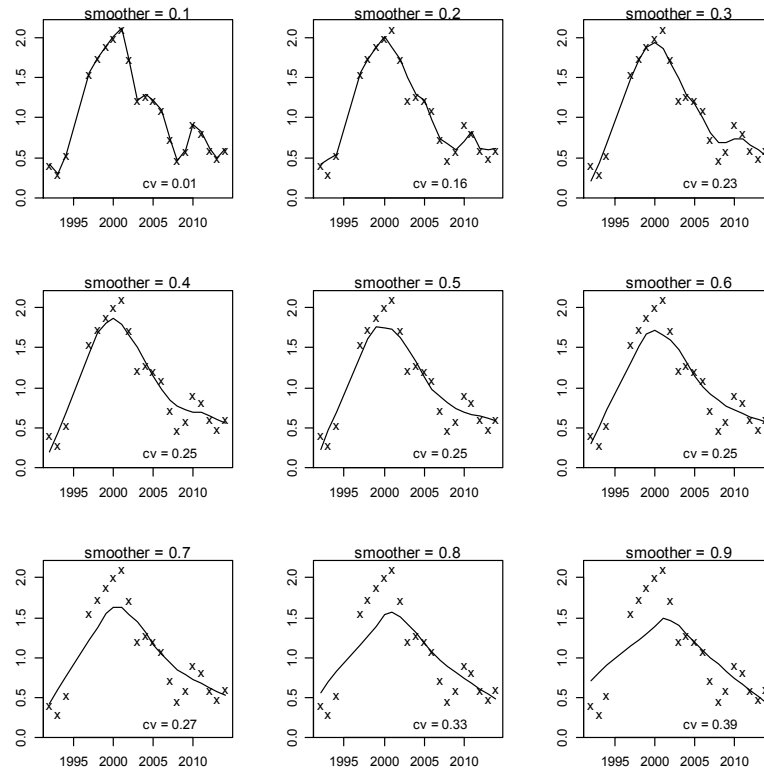 smoother = 0.1
smoother = 0.2
smoother = 0.3
0.0 0.5 1.0 1.5 2.0
0.0 0.5 1.0 1.5 2.0
0.0 0.5 1.0 1.5 2.0
cv = 0.01
cv = 0.16
cv = 0.23
1995 2000 2005 2010
1995 2000 2005 2010
1995 2000 2005 2010
smoother = 0.4
smoother = 0.5
smoother = 0.6
0.0 0.5 1.0 1.5 2.0
0.0 0.5 1.0 1.5 2.0
0.0 0.5 1.0 1.5 2.0
cv = 0.25
cv = 0.25
cv = 0.25
1995 2000 2005 2010
1995 2000 2005 2010
1995 2000 2005 2010
smoother = 0.7
smoother = 0.8
smoother = 0.9
0.0 0.5 1.0 1.5 2.0
0.0 0.5 1.0 1.5 2.0
0.0 0.5 1.0 1.5 2.0
cv = 0.27
cv = 0.33
cv = 0.39
1995 2000 2005 2010
1995 2000 2005 2010
1995 2000 2005 2010